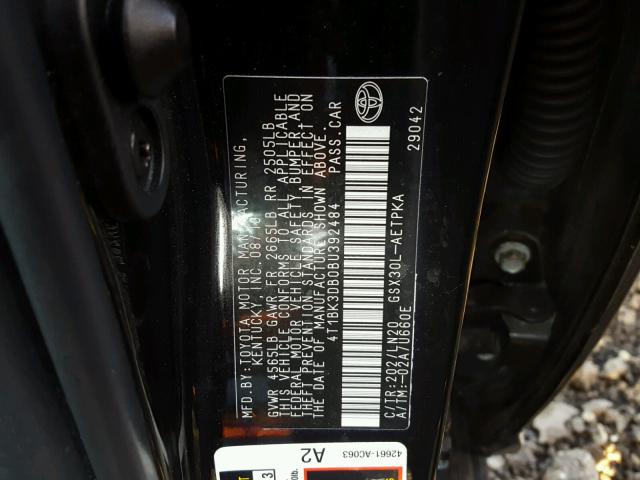 MFD.BY:TOYOTA MOTOR MANUFACTURING,
KENTUCKY, INC. 08/10
GVWR 4565LB GAWR-FR 2665LB RR 2505LB
THIS VEHICLE CONFORMS TO ALL APPLICABLE
FEDERAL MOTOR VEHICLE SAFETY, BUMPER, AND
THEFT PREVENTION STANDARDS IN EFFECT ON
THE DATE OF MANUFACTURE SHOWN ABOVE.
4T1BK3DB0BU392484 PASS.CAR
C/TR:202/LN20 GSX30L-AETPKA
A/TM:-02A/U660E 29042
42661-AC063
A2